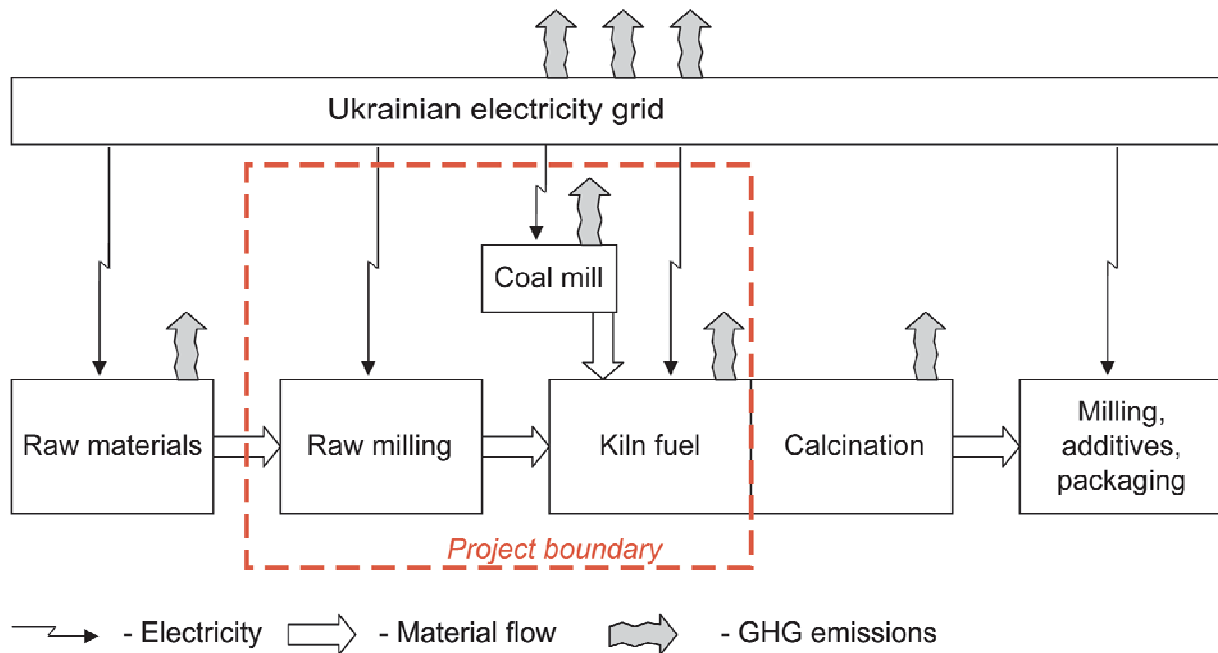 Ukrainian electricity grid
Coal mill
Raw materials
Raw milling
Kiln fuel
Calcination
Milling,
additives,
packaging
Project boundary
- Electricity
- Material flow
- GHG emissions